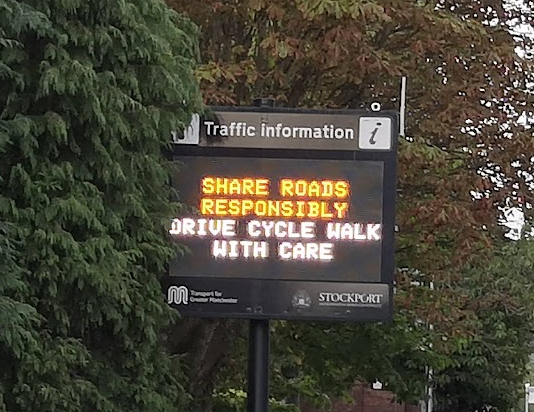 Traffic information i
SHARE ROADS
RESPONSIBLY
DRIVE CYCLE WALK
WITH CARE
Transport for
Greater Manchester
STOCKPORT